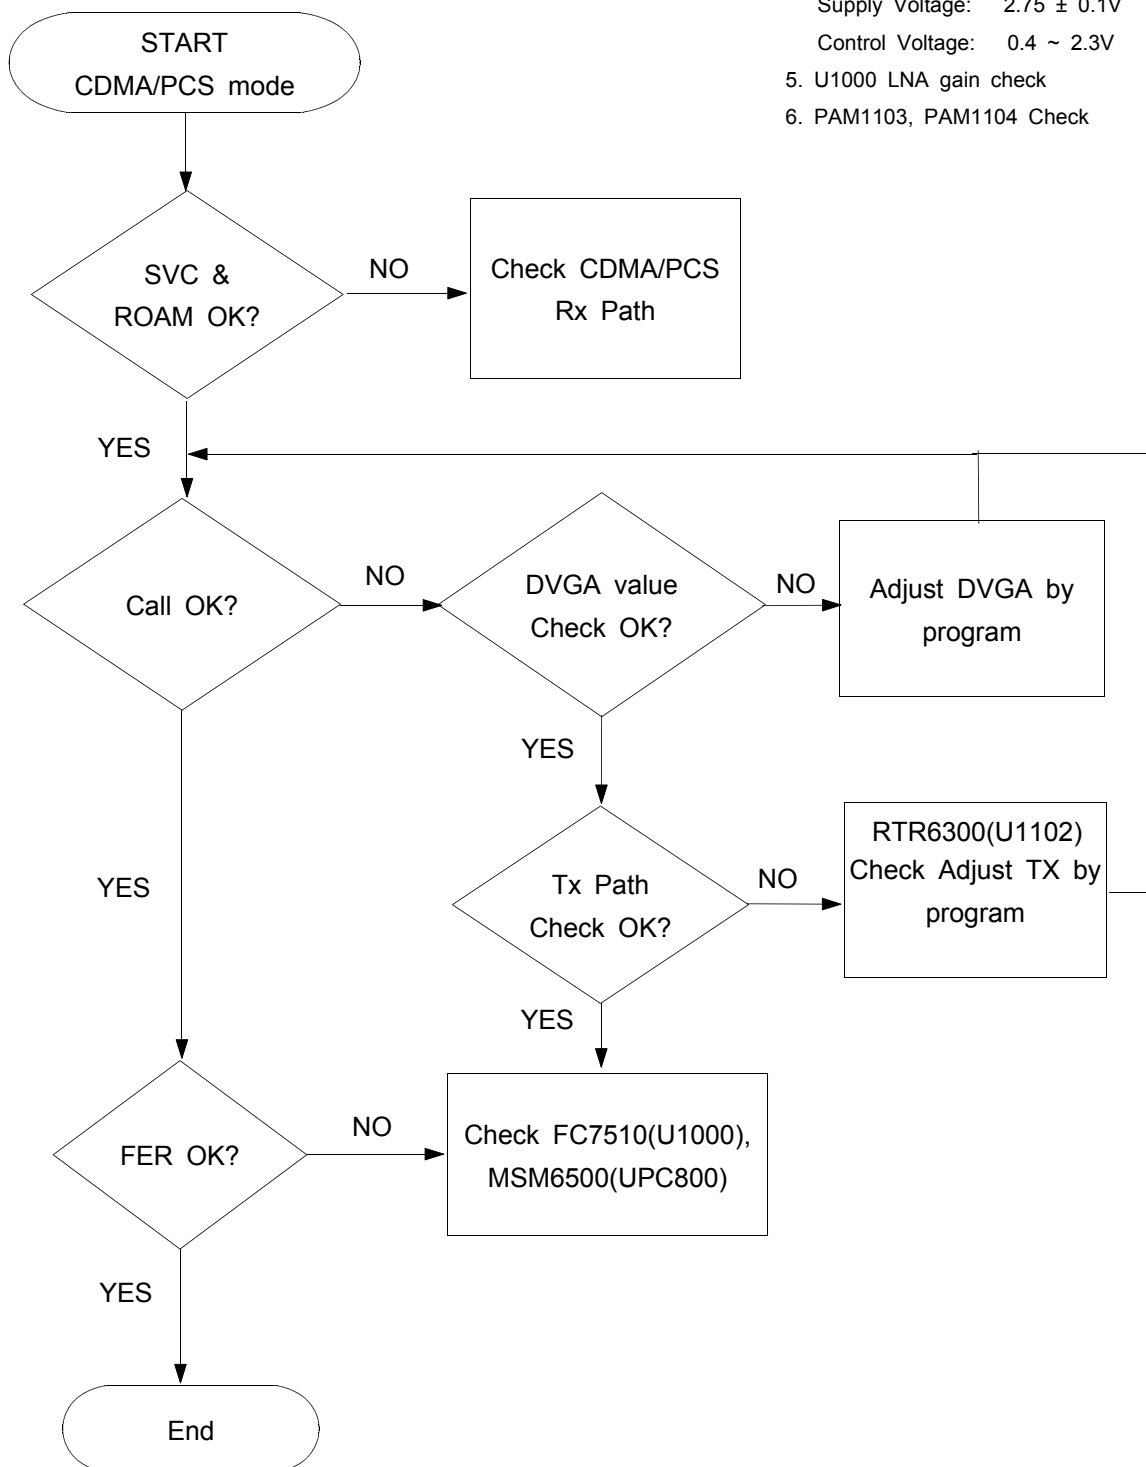 Supply Voltage: 2.75 ± 0.1V
Control Voltage: 0.4 ~ 2.3V
5. U1000 LNA gain check
6. PAM1103, PAM1104 Check
START
CDMA/PCS mode
SVC &
ROAM OK?
NO
Check CDMA/PCS
Rx Path
YES
Call OK?
NO
DVGA value
Check OK?
NO
Adjust DVGA by
program
YES
Tx Path
Check OK?
NO
RTR6300(U1102)
Check Adjust TX by
program
YES
YES
FER OK?
NO
Check FC7510(U1000),
MSM6500(UPC800)
YES
End